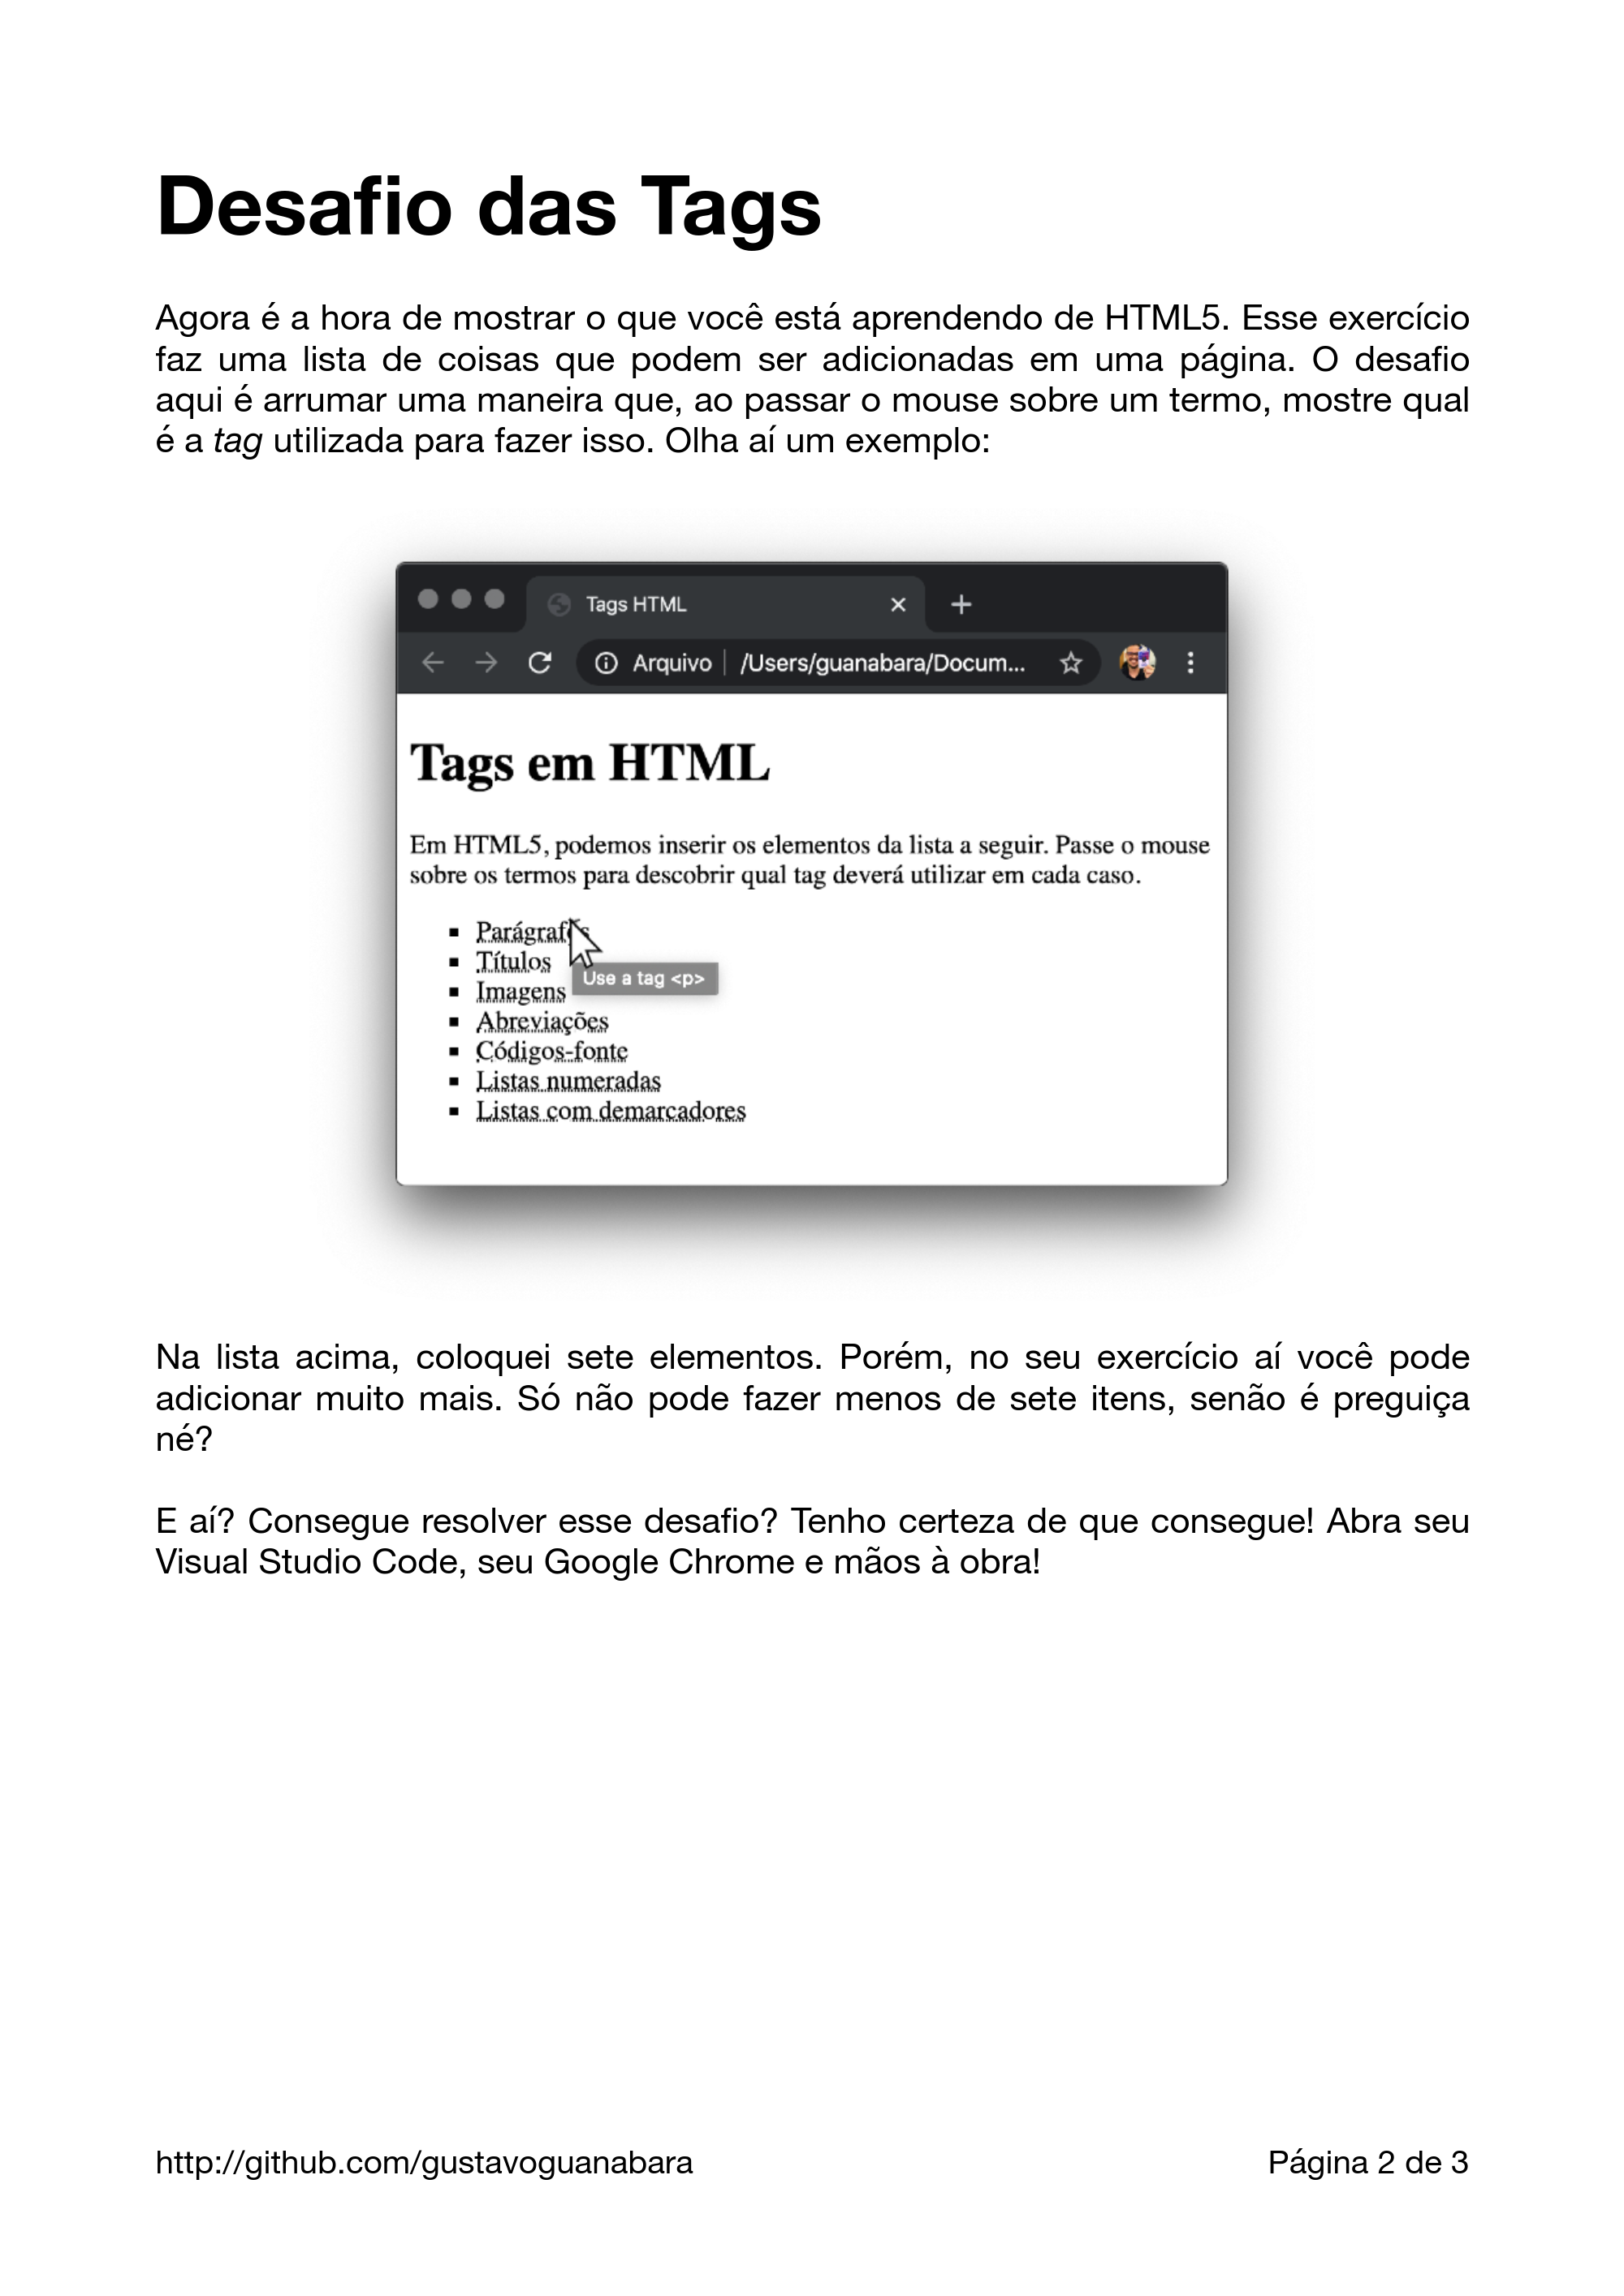 Desafio das Tags
Agora é a hora de mostrar o que você está aprendendo de HTML5. Esse exercício
faz uma lista de coisas que podem ser adicionadas em uma página. O desafio
aqui é arrumar uma maneira que, ao passar o mouse sobre um termo, mostre qual
é a tag utilizada para fazer isso. Olha aí um exemplo:
Tags HTML
Arquivo | /Users/guanabara/Docum...
Tags em HTML
Em HTML5, podemos inserir os elementos da lista a seguir. Passe o mouse
sobre os termos para descobrir qual tag deverá utilizar em cada caso.
Parágrafos
Títulos
Use a tag <p>
Imagens
Abreviações
Códigos-fonte
Listas numeradas
Listas com demarcadores
Na lista acima, coloquei sete elementos. Porém, no seu exercício aí você pode
adicionar muito mais. Só não pode fazer menos de sete itens, senão é preguiça
né?
E aí? Consegue resolver esse desafio? Tenho certeza de que consegue! Abra seu
Visual Studio Code, seu Google Chrome e mãos à obra!
http://github.com/gustavoguanabara
Página 2 de 3